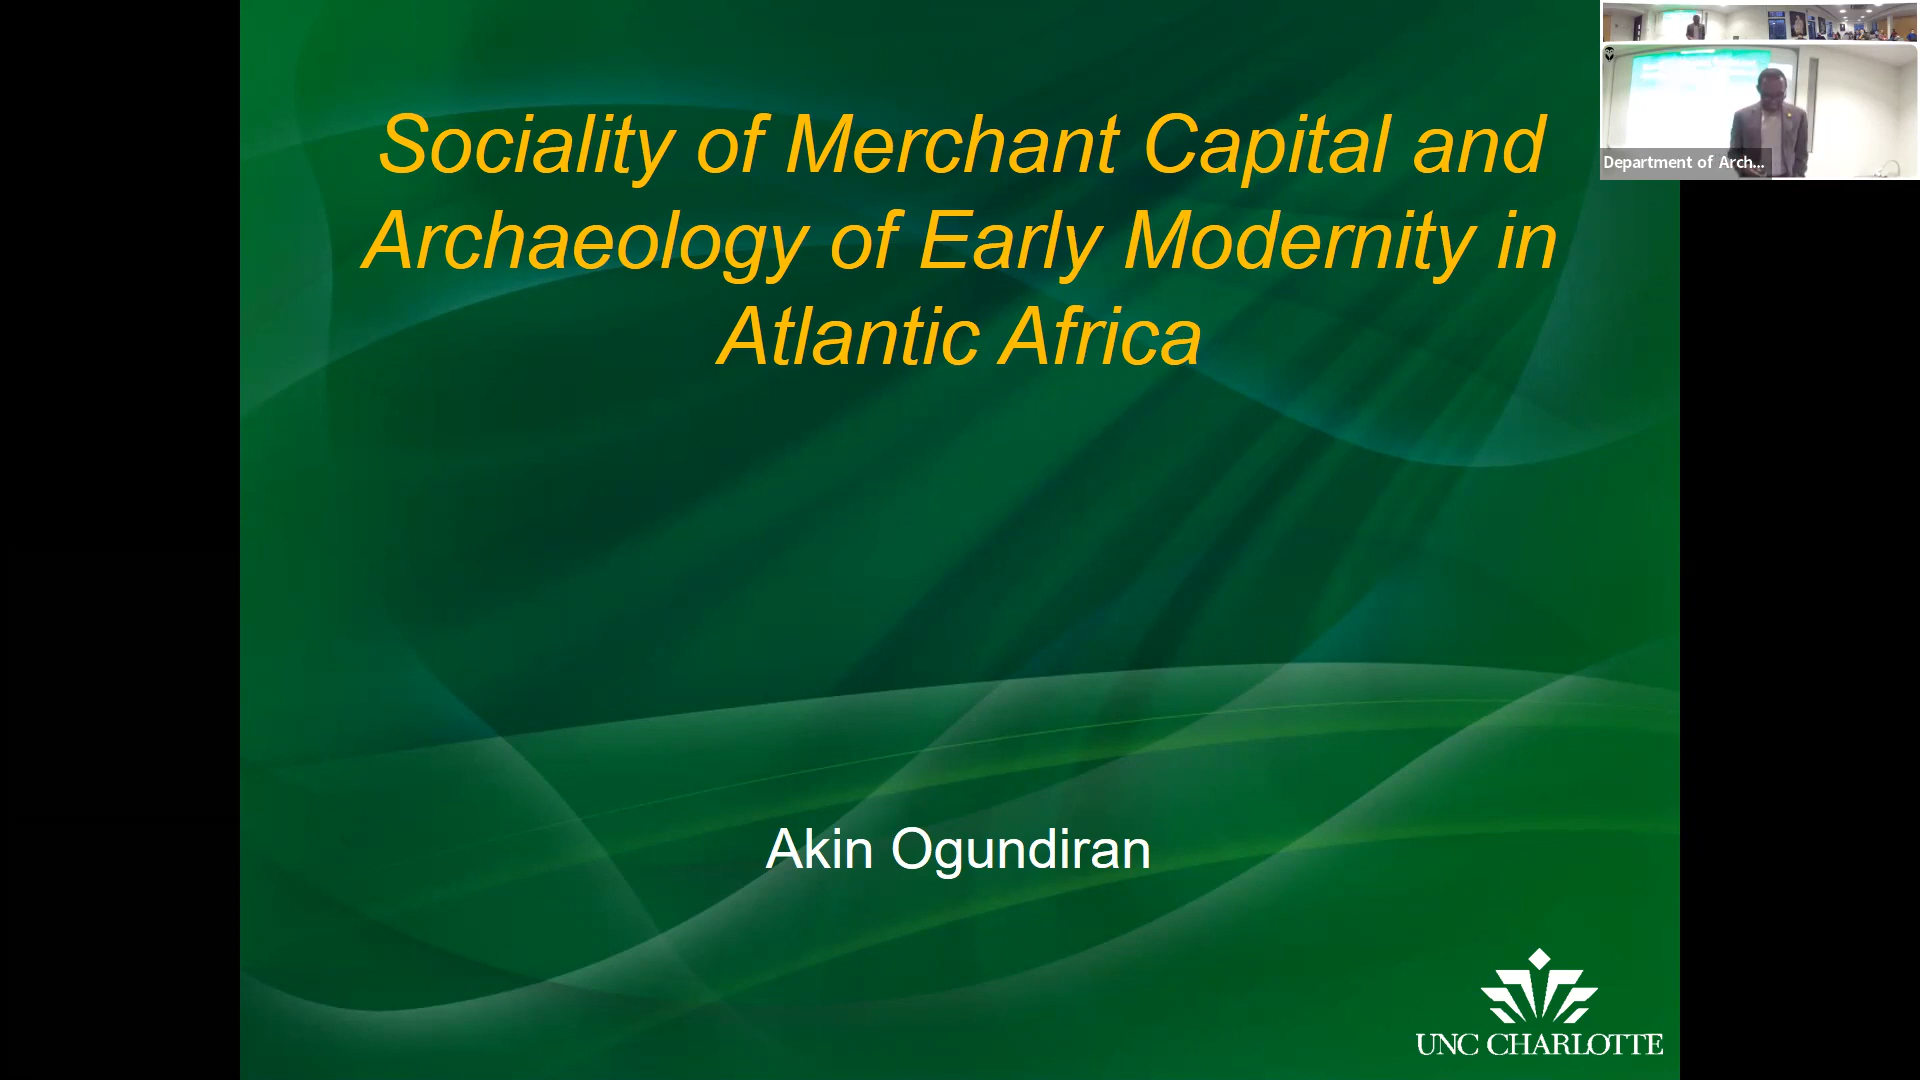 Sociality of Merchant Capital and
Archaeology of Early Modernity in
Atlantic Africa
Akin Ogundiran
UNC CHARLOTTE
Department of Arch...